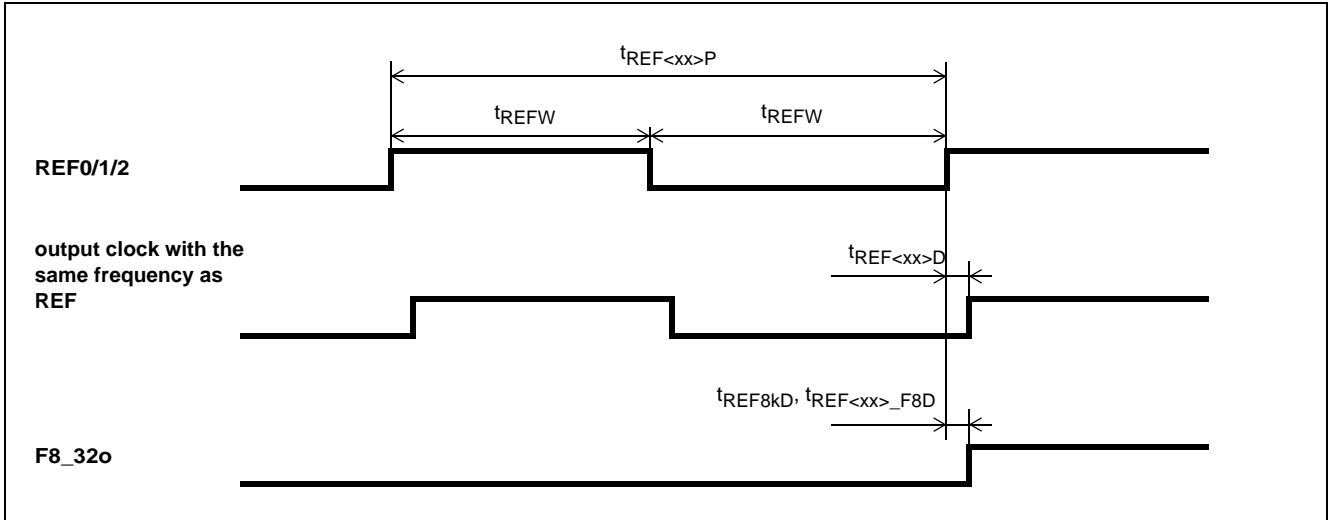 tREF<xx>P
tREFW tREFW
REF0/1/2
output clock with the
same frequency as
REF
tREF<xx>D
tREF8kD, tREF<xx>_F8D
F8_32o